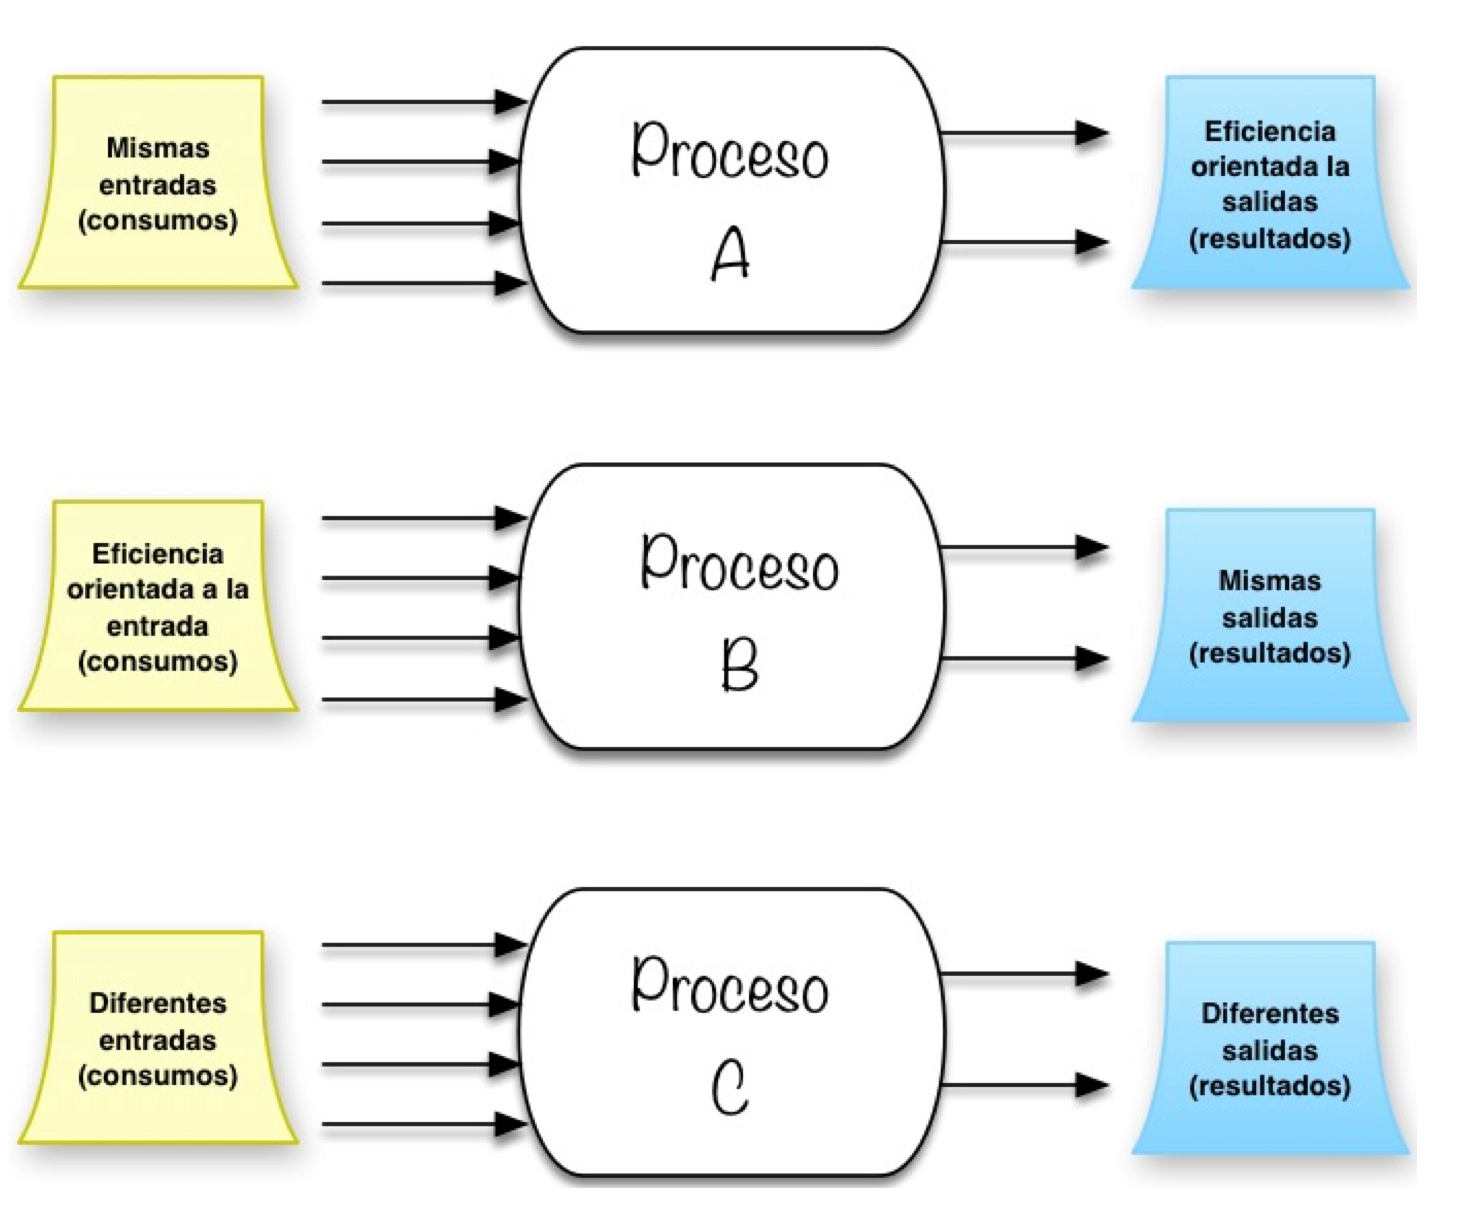 Mismas
entradas
(consumos)
Proceso
A
Eficiencia
orientada la
salidas
(resultados)
Eficiencia
orientada a la
entrada
(consumos)
Proceso
B
Mismas
salidas
(resultados)
Diferentes
entradas
(consumos)
Proceso
C
Diferentes
salidas
(resultados)